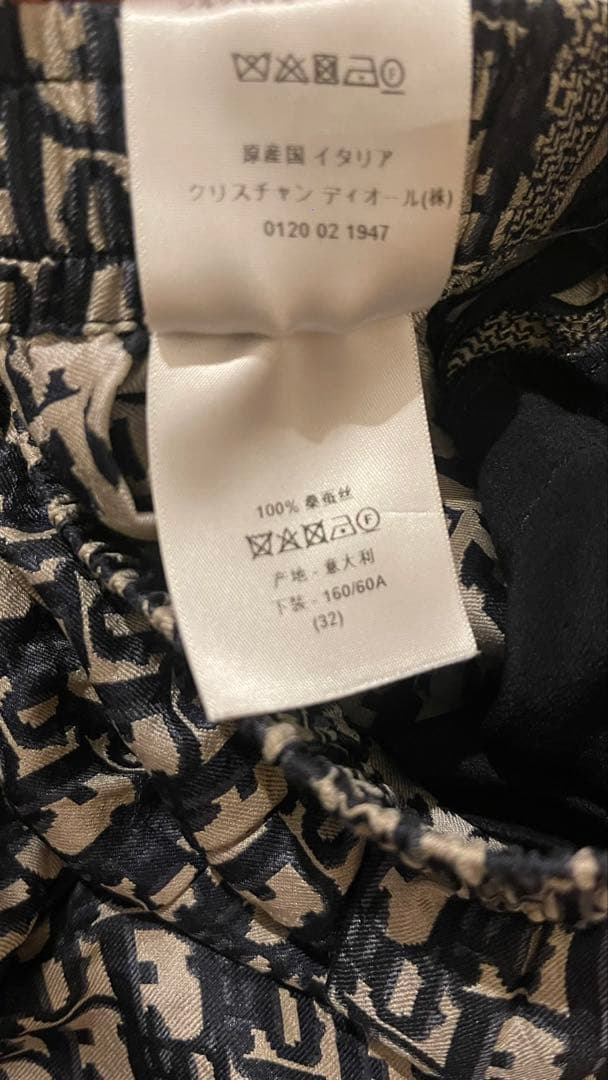 原産国 イタリア
クリスチャン ディオール(株)
0120 02 1947
100% 桑蚕丝
F
产地 - 意大利
下装 - 160/60A
(32)